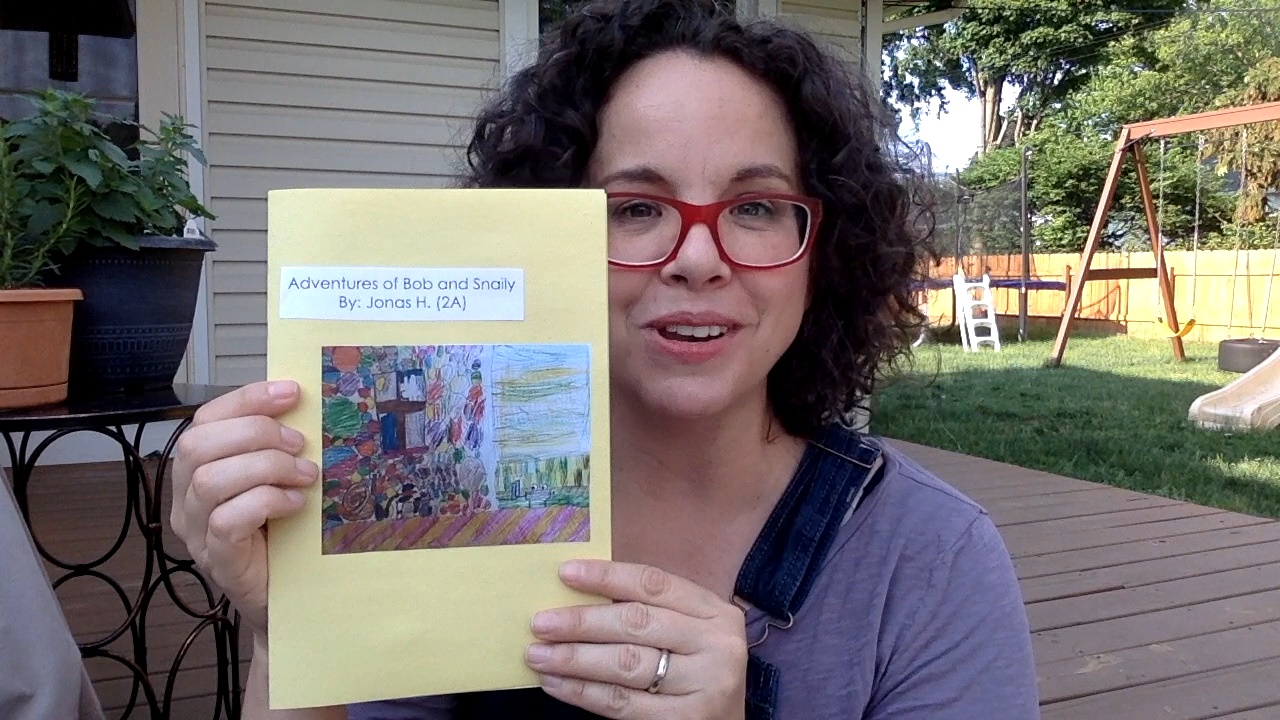 Adventures of Bob and Snaily
By: Jonas H. (2A)